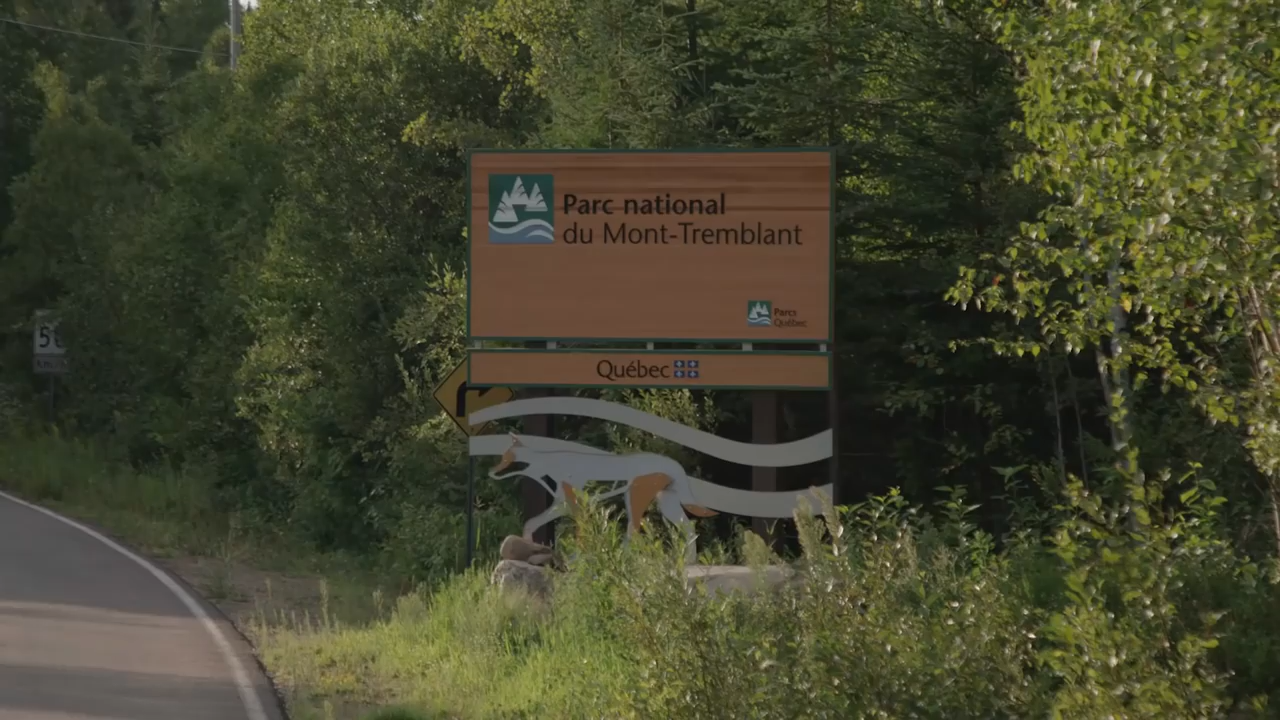 Parc national
du Mont-Tremblant
Parcs
Québec
Québec